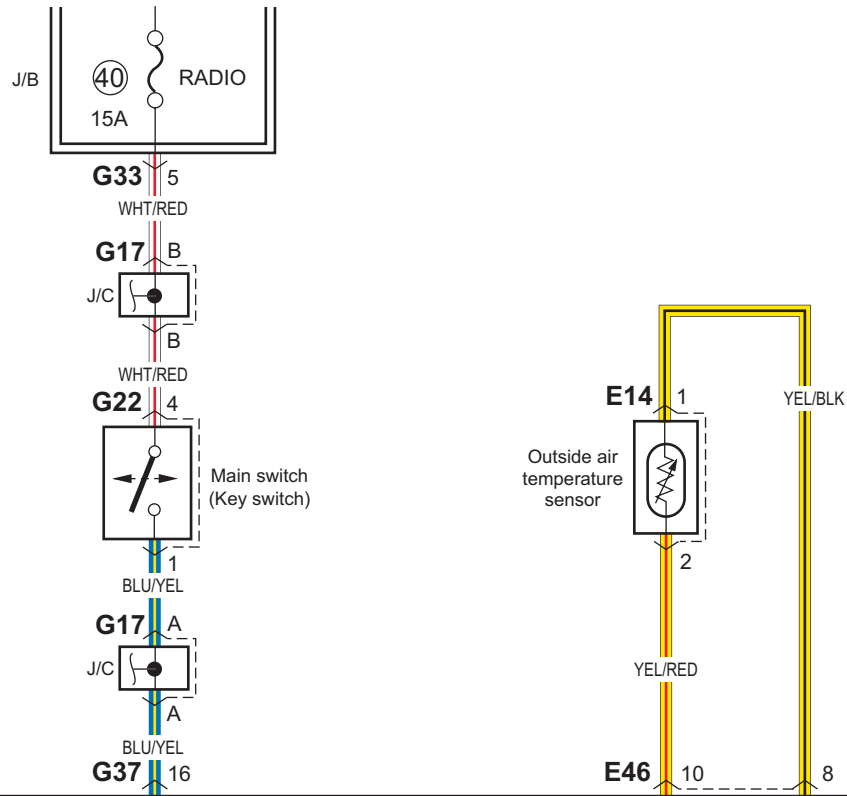 J/B
40
RADIO
15A
G33 5
WHT/RED
G17 B
J/C
B
WHT/RED
G22 4
Main switch
(Key switch)
1
BLU/YEL
G17 A
J/C
A
BLU/YEL
G37 16
E14 1
YEL/BLK
Outside air
temperature
sensor
2
YEL/RED
E46 10
8